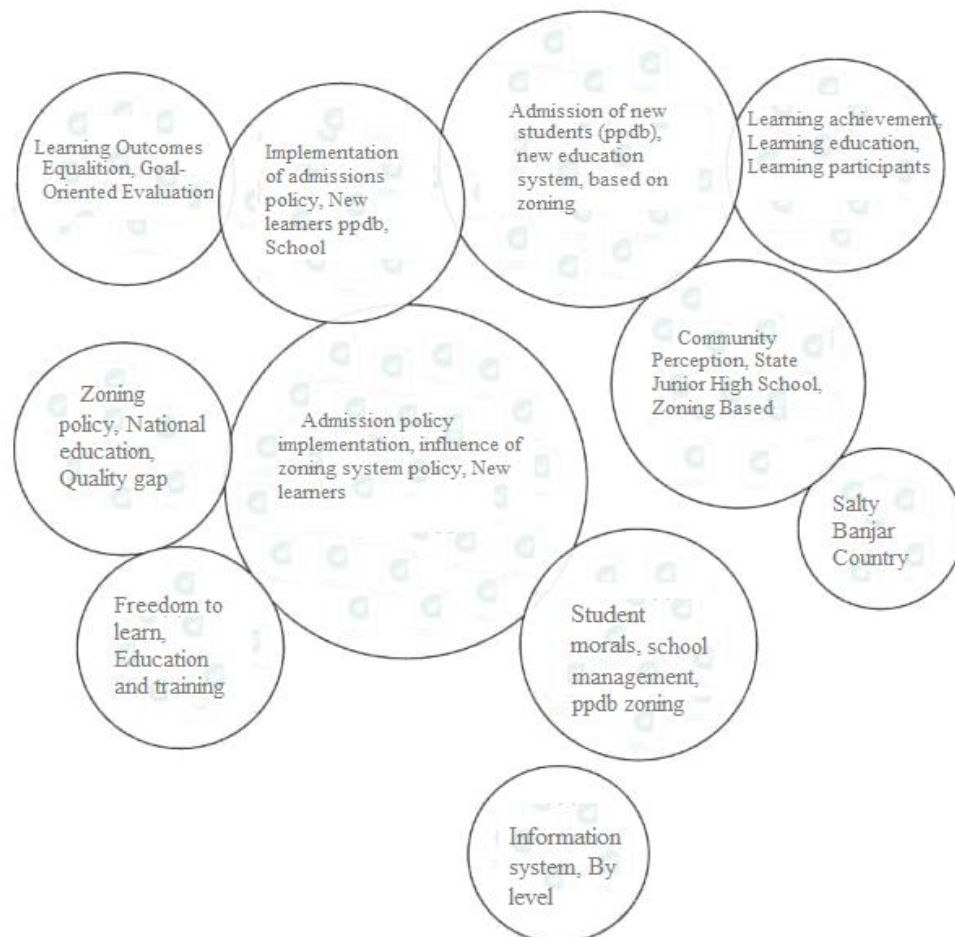 Learning Outcomes
Equalition, Goal-
Oriented Evaluation
Implementation
of admissions
policy, New
learners ppdb,
School
Admission of new
students (ppdb),
new education
system, based on
zoning
Learning achievement,
Learning education,
Learning participants
Community
Perception, State
Junior High School,
Zoning Based
Zoning
policy, National
education,
Quality gap
Admission policy
implementation, influence of
zoning system policy, New
learners
Salty
Banjar
Country
Freedom to
learn,
Education
and training
Student
morals, school
management,
ppdb zoning
Information
system, By
level